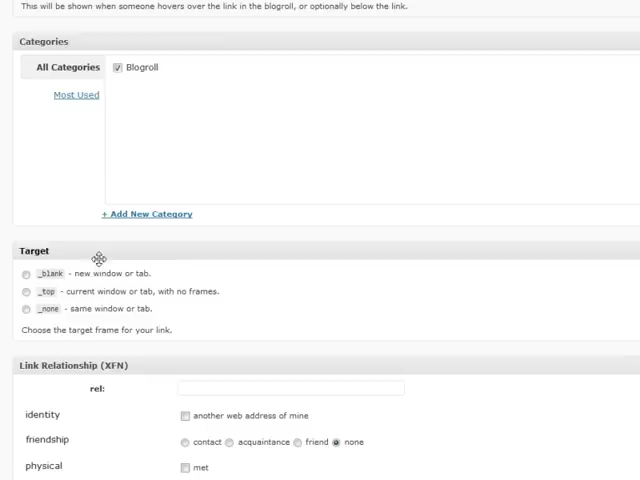 This will be shown when someone hovers over the link in the blogroll, or optionally below the link.
Categories
All Categories
Blogroll
Most Used
+ Add New Category
Target
_blank - new window or tab.
_top - current window or tab, with no frames.
_none - same window or tab.
Choose the target frame for your link.
Link Relationship (XFN)
rel:
identity another web address of mine
friendship contact acquaintance friend none
physical met